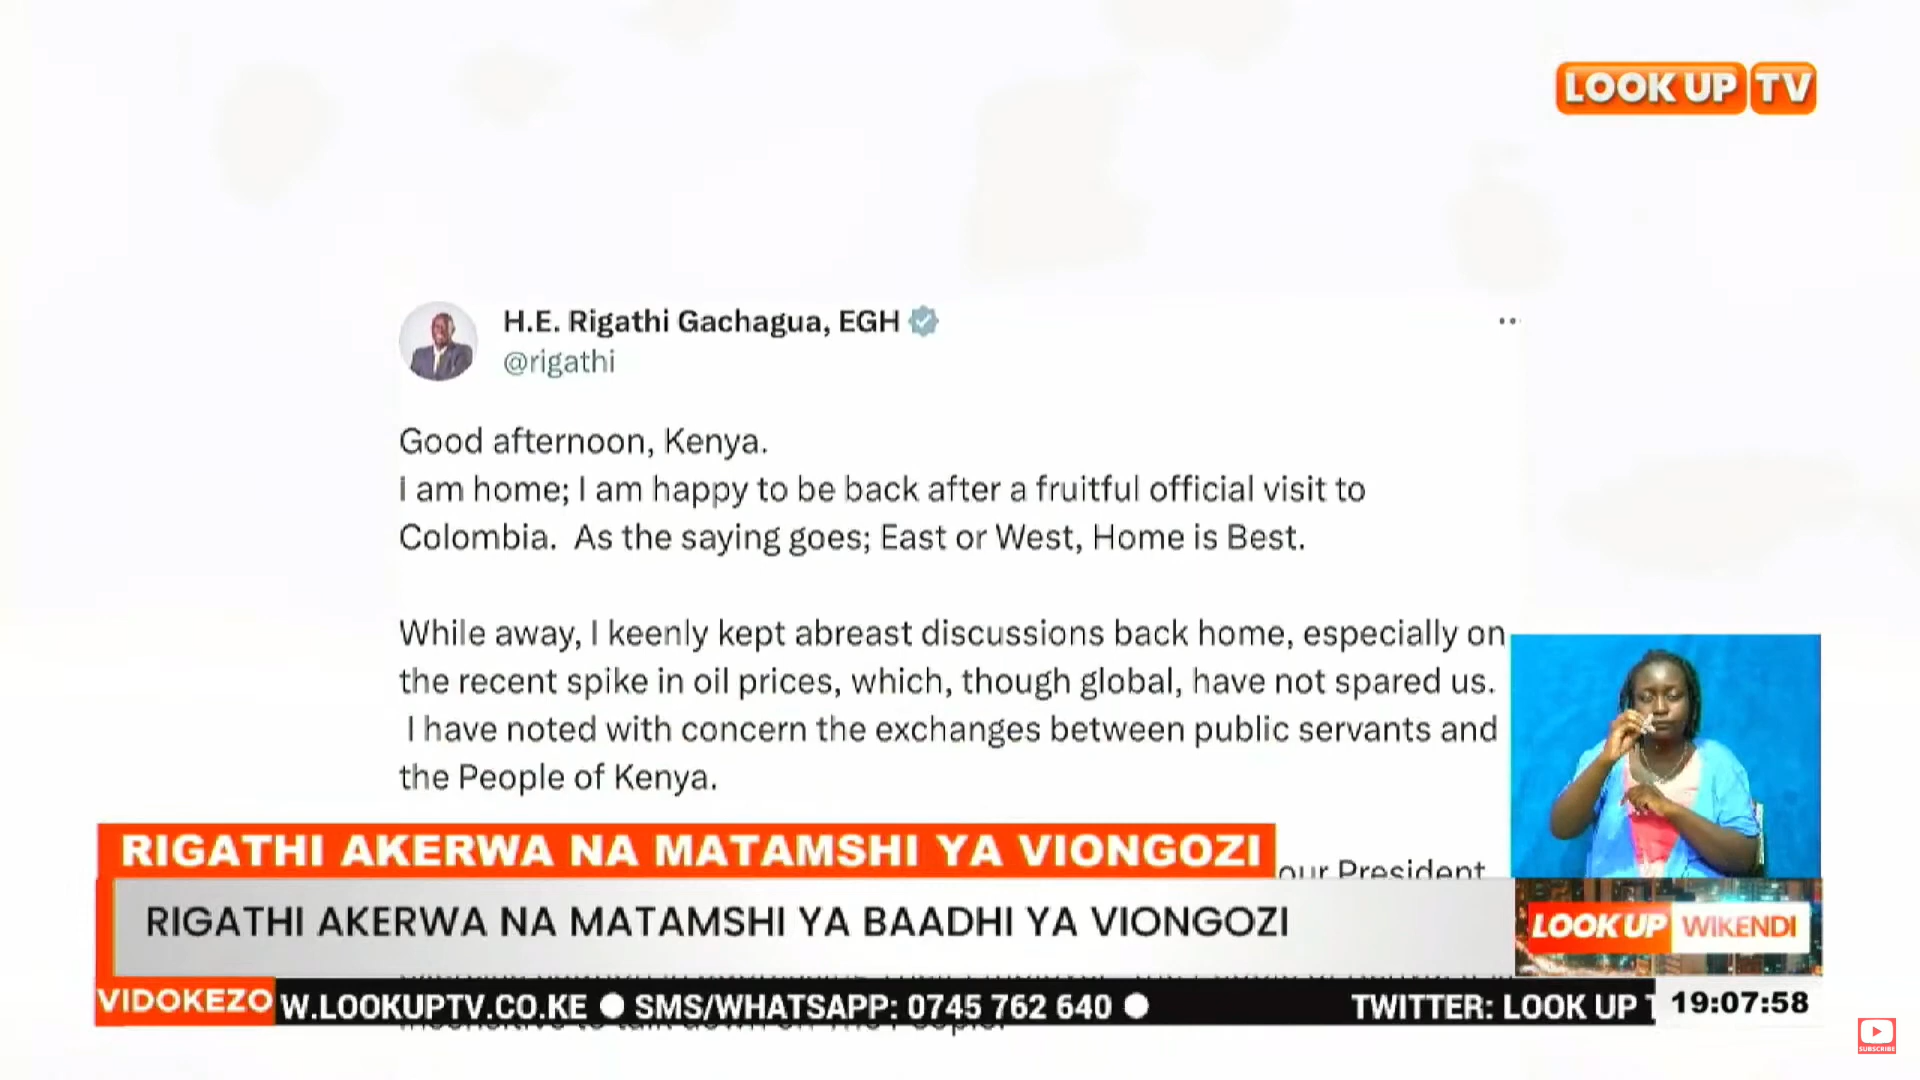 LOOK UP TV
H.E. Rigathi Gachagua, EGH
@rigathi
Good afternoon, Kenya.
I am home; I am happy to be back after a fruitful official visit to
Colombia. As the saying goes; East or West, Home is Best.
While away, I keenly kept abreast discussions back home, especially on
the recent spike in oil prices, which, though global, have not spared us.
I have noted with concern the exchanges between public servants and
the People of Kenya.
our President
RIGATHI AKERWA NA MATAMSHI YA VIONGOZI
RIGATHI AKERWA NA MATAMSHI YA BAADHI YA VIONGOZI
LOOK UP WIKENDI
VIDOKEZO W.LOOKUPTV.CO.KE ● SMS/WHATSAPP: 0745 762 640 ● TWITTER: LOOK UP 19:07:58
SUBSCRIBE